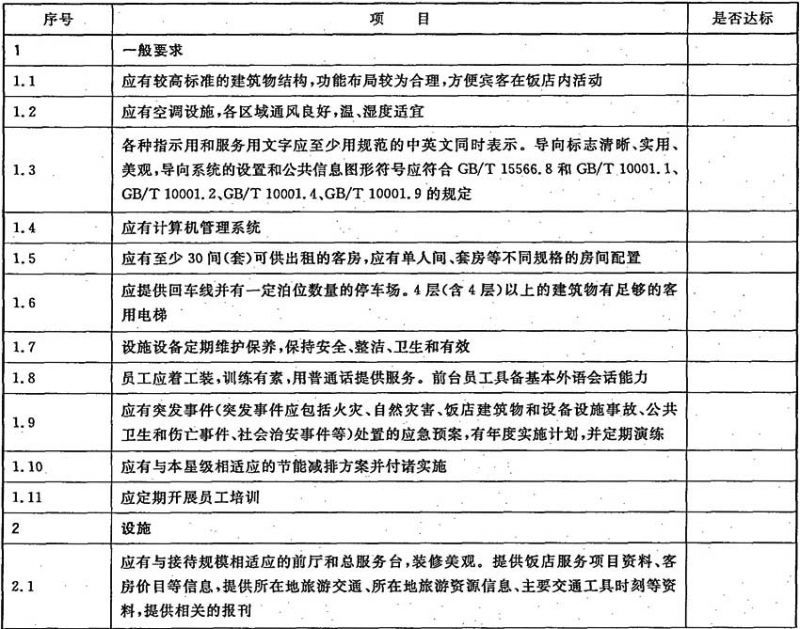 序号 项 目 是否达标
1 一般要求
1.1 应有较高标准的建筑物结构,功能布局较为合理,方便宾客在饭店内活动
1.2 应有空调设施,各区域通风良好,温、湿度适宜
1.3 各种指示用和服务用文字应至少用规范的中英文同时表示。导向标志清晰、实用、
美观,导向系统的设置和公共信息图形符号应符合 GB/T 15566.8 和 GB/T 10001.1、
GB/T 10001.2、GB/T 10001.4、GB/T 10001.9 的规定
1.4 应有计算机管理系统
1.5 应有至少 30 间(套)可供出租的客房,应有单人间、套房等不同规格的房间配置
1.6 应提供回车线并有一定泊位数量的停车场。4 层(含 4 层)以上的建筑物有足够的客
用电梯
1.7 设施设备定期维护保养,保持安全、整洁、卫生和有效
1.8 员工应着工装,训练有素,用普通话提供服务。前台员工具备基本外语会话能力
1.9 应有突发事件(突发事件应包括火灾、自然灾害、饭店建筑物和设备设施事故、公共
卫生和伤亡事件、社会治安事件等)处置的应急预案,有年度实施计划,并定期演练
1.10 应有与本星级相适应的节能减排方案并付诸实施
1.11 应定期开展员工培训
2 设施
2.1 应有与接待规模相适应的前厅和总服务台,装修美观。提供饭店服务项目资料、客
房价目等信息,提供所在地旅游交通、所在地旅游资源信息、主要交通工具时刻等资
料,提供相关的报刊